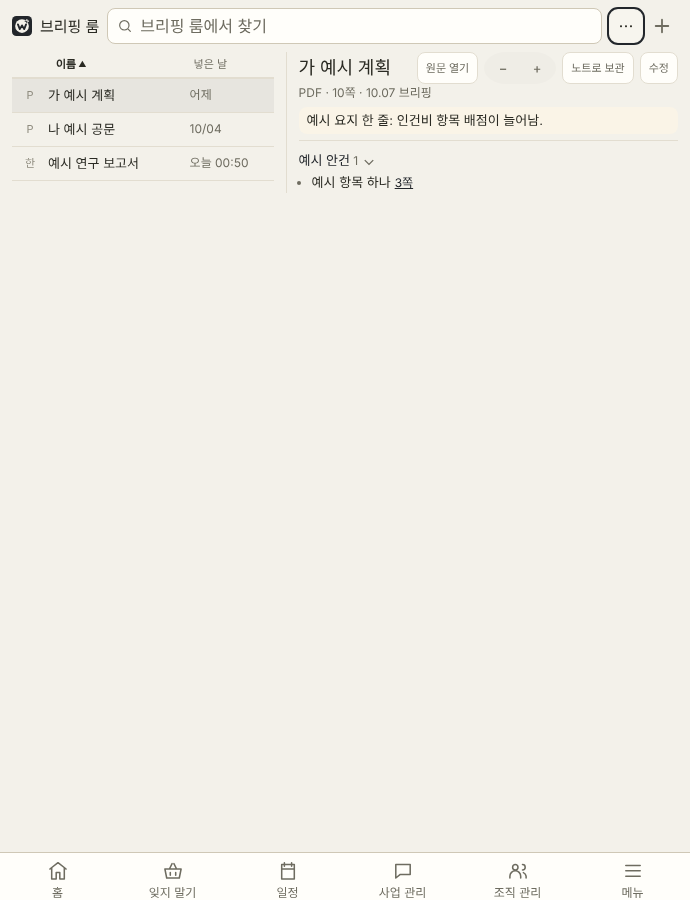 브리핑 룸
브리핑 룸에서 찾기
이름 ▲ 넣은 날
P 가 예시 계획 어제
P 나 예시 공문 10/04
한 예시 연구 보고서 오늘 00:50
가 예시 계획
원문 열기 − + 노트로 보관 수정
PDF · 10쪽 · 10.07 브리핑
예시 요지 한 줄: 인건비 항목 배점이 늘어남.
예시 안건 1
• 예시 항목 하나 3쪽
홈 잊지 말기 일정 사업 관리 조직 관리 메뉴